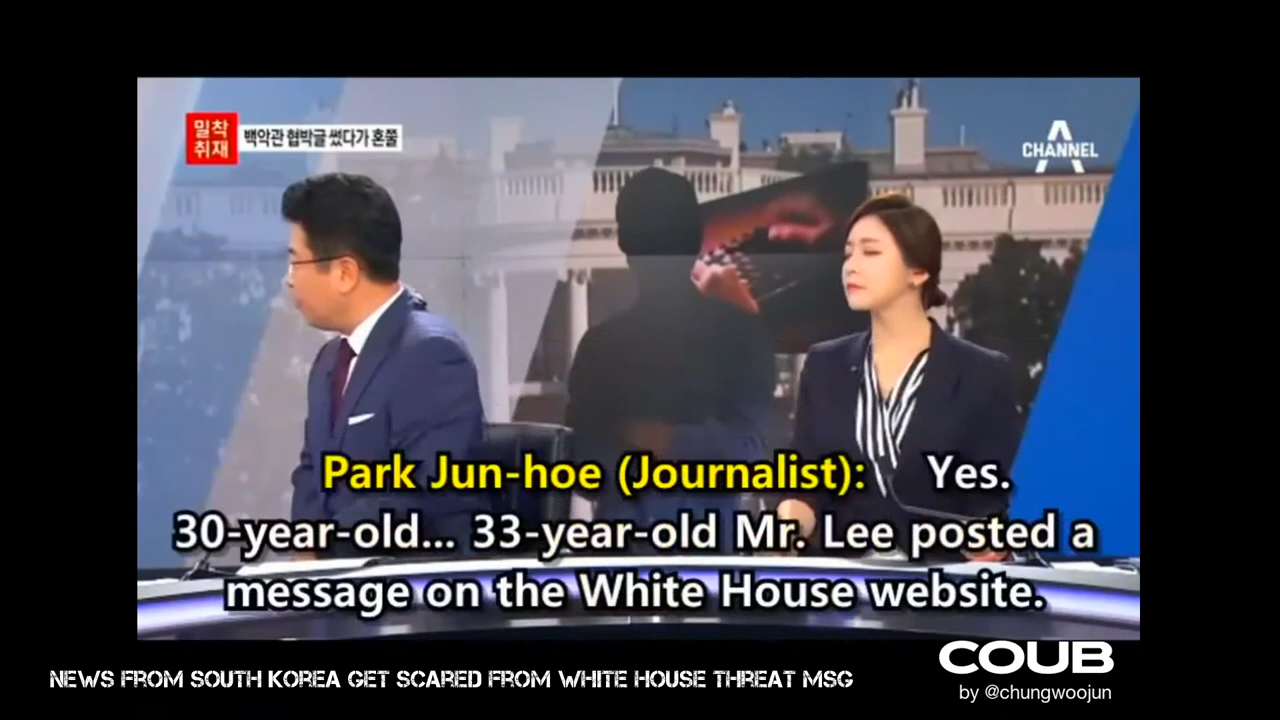 밀착
취재
백악관 협박글 썼다가 혼쭐
CHANNEL A
Park Jun-hoe (Journalist): Yes.
30-year-old... 33-year-old Mr. Lee posted a
message on the White House website.
NEWS FROM SOUTH KOREA GET SCARED FROM WHITE HOUSE THREAT MSG
COUB
by @chungwoojun